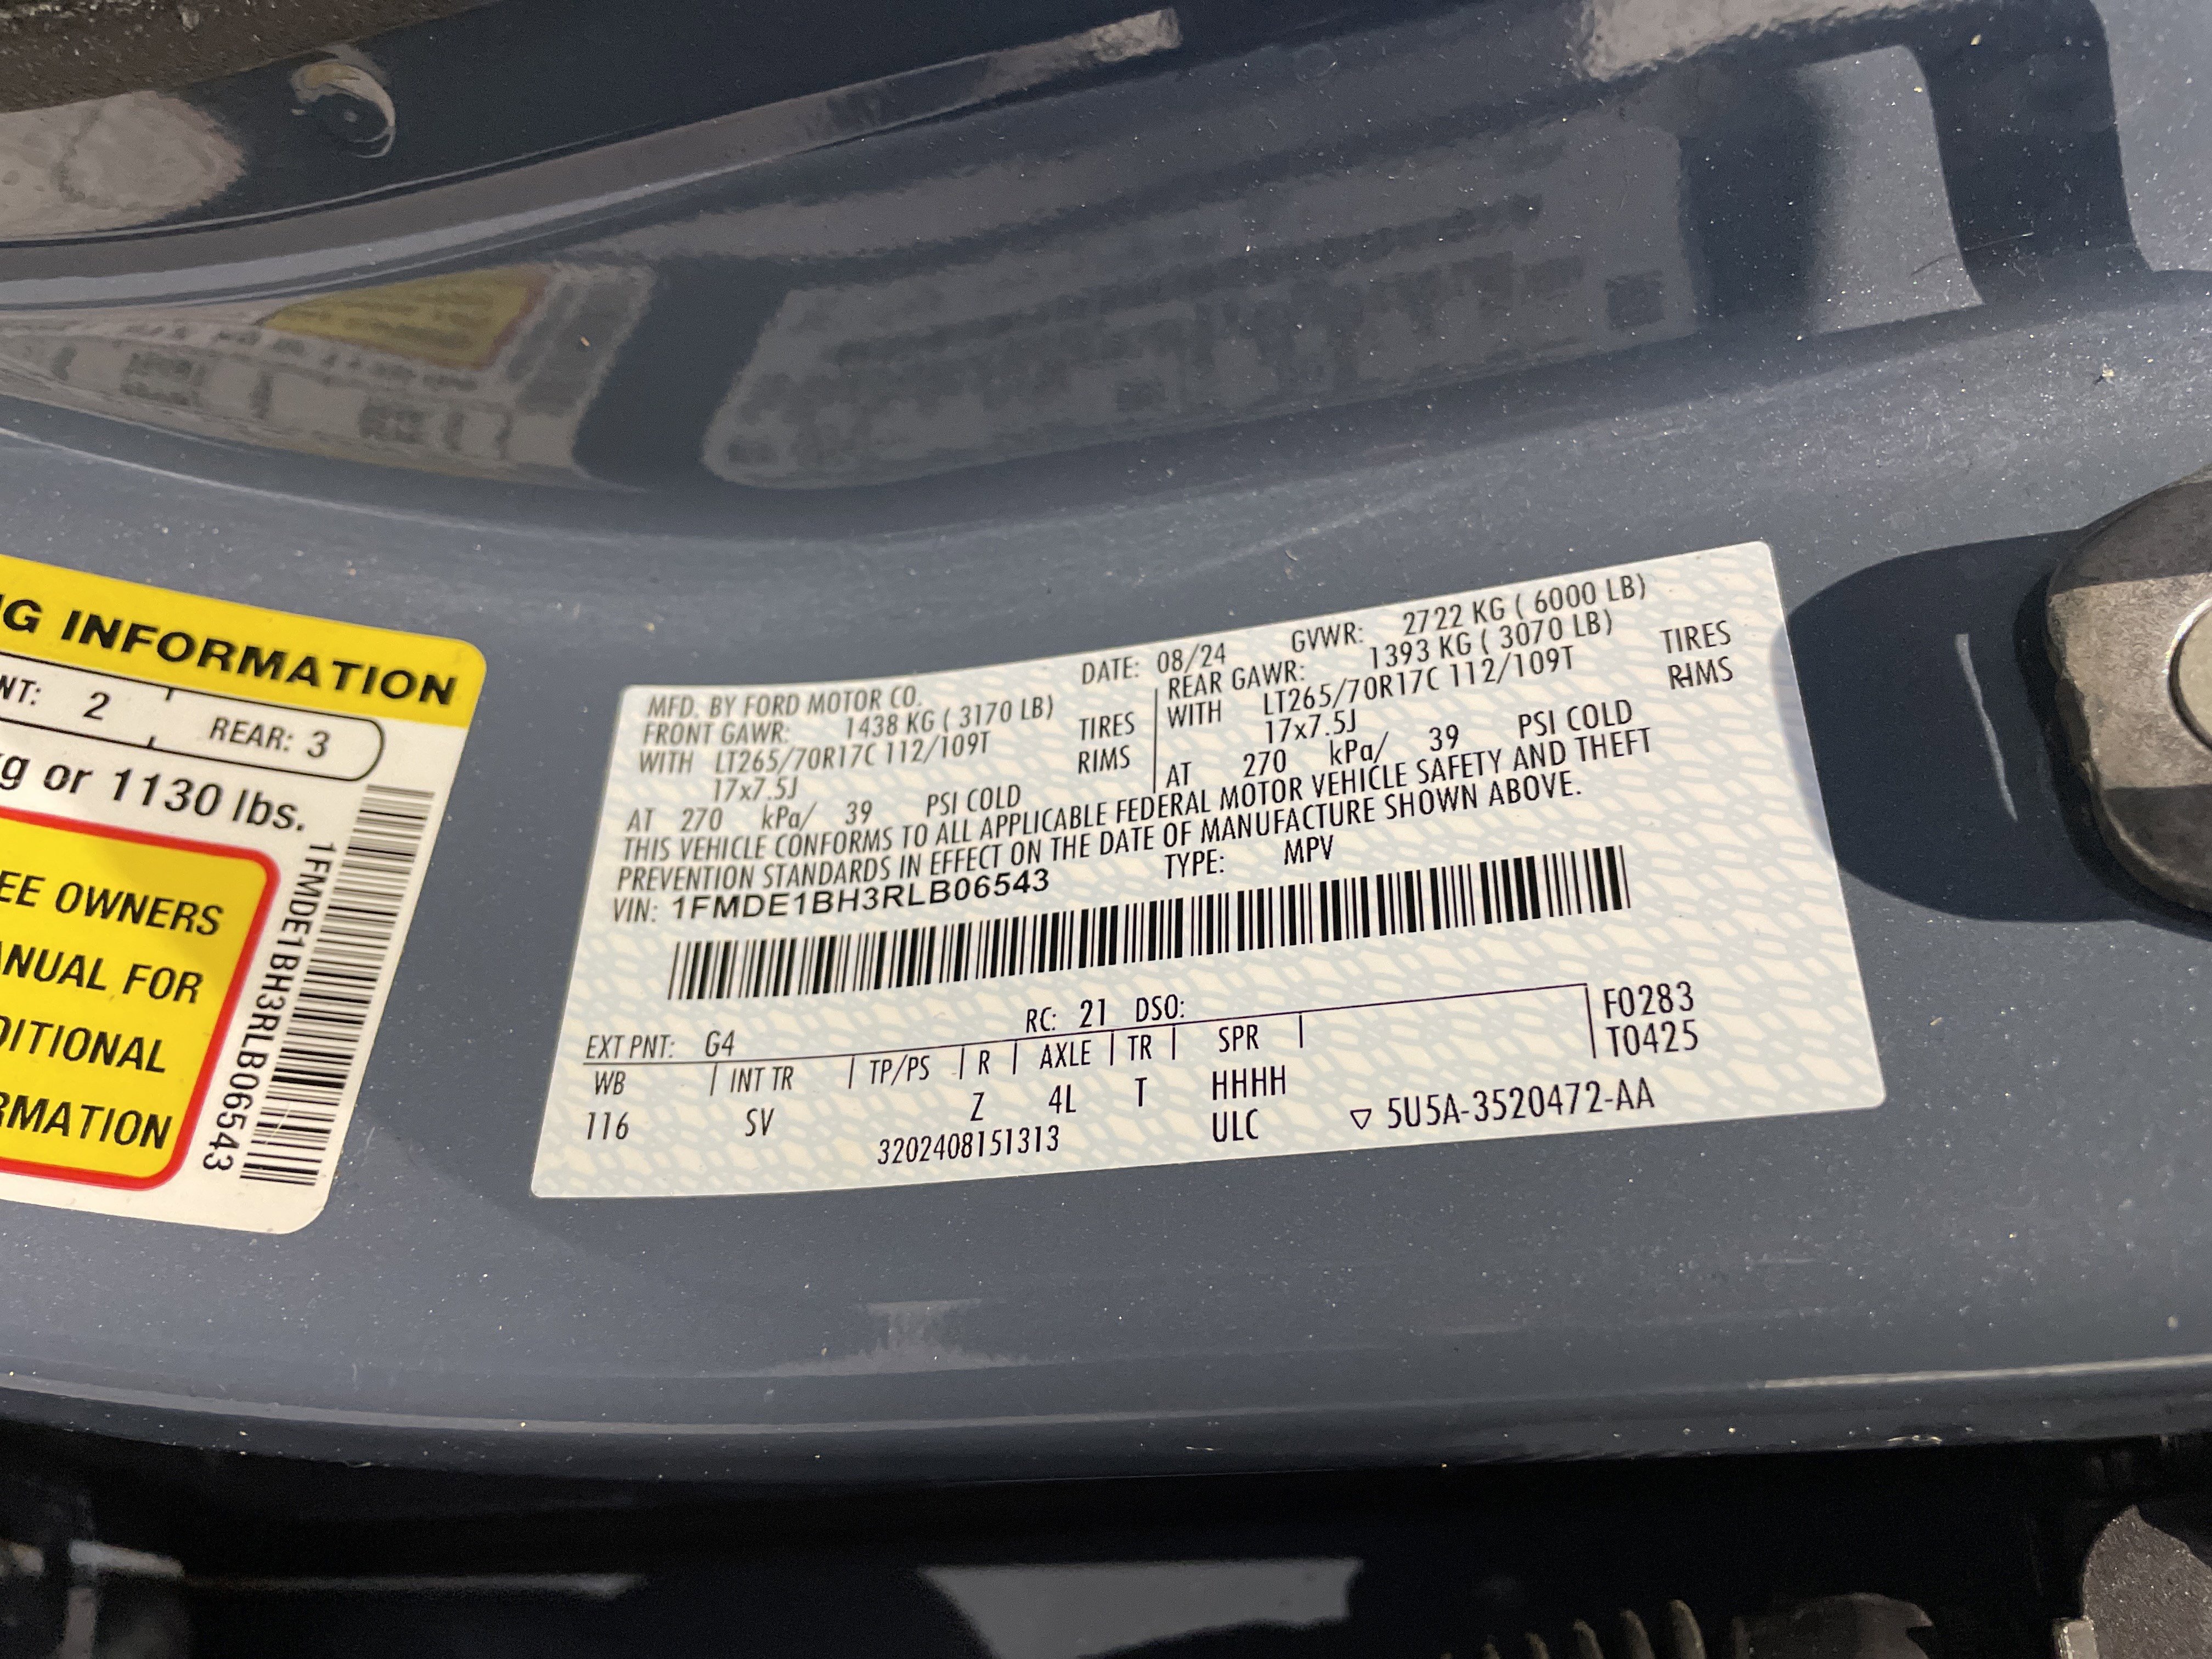 G INFORMATION
NT: 2 REAR: 3
g or 1130 lbs.
EE OWNERS
ANUAL FOR
DITIONAL
RMATION
1FMDE1BH3RLB06543
MFD. BY FORD MOTOR CO. DATE: 08/24 GVWR: 2722 KG ( 6000 LB)
FRONT GAWR: 1438 KG ( 3170 LB) REAR GAWR: 1393 KG ( 3070 LB)
WITH LT265/70R17C 112/109T TIRES WITH LT265/70R17C 112/109T TIRES
17x7.5J RIMS 17x7.5J RIMS
AT 270 kPa/ 39 PSI COLD AT 270 kPa/ 39 PSI COLD
THIS VEHICLE CONFORMS TO ALL APPLICABLE FEDERAL MOTOR VEHICLE SAFETY AND THEFT
PREVENTION STANDARDS IN EFFECT ON THE DATE OF MANUFACTURE SHOWN ABOVE.
VIN: 1FMDE1BH3RLB06543 TYPE: MPV
EXT PNT: G4 RC: 21 DSO: F0283
WB INT TR TP/PS R AXLE TR SPR T0425
116 SV Z 4L T HHHH
3202408151313 ULC ▽ 5U5A-3520472-AA